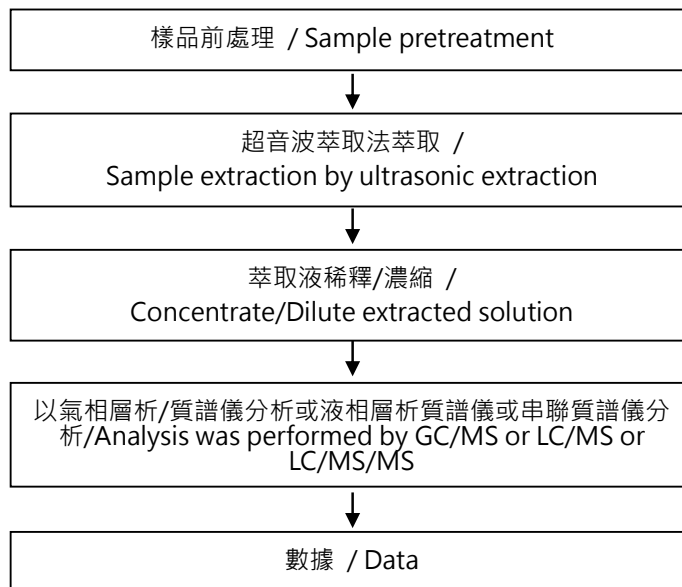 樣品前處理 / Sample pretreatment
超音波萃取法萃取 /
Sample extraction by ultrasonic extraction
萃取液稀釋/濃縮 /
Concentrate/Dilute extracted solution
以氣相層析/質譜儀分析或液相層析質譜儀或串聯質譜儀分
析/Analysis was performed by GC/MS or LC/MS or
LC/MS/MS
數據 / Data